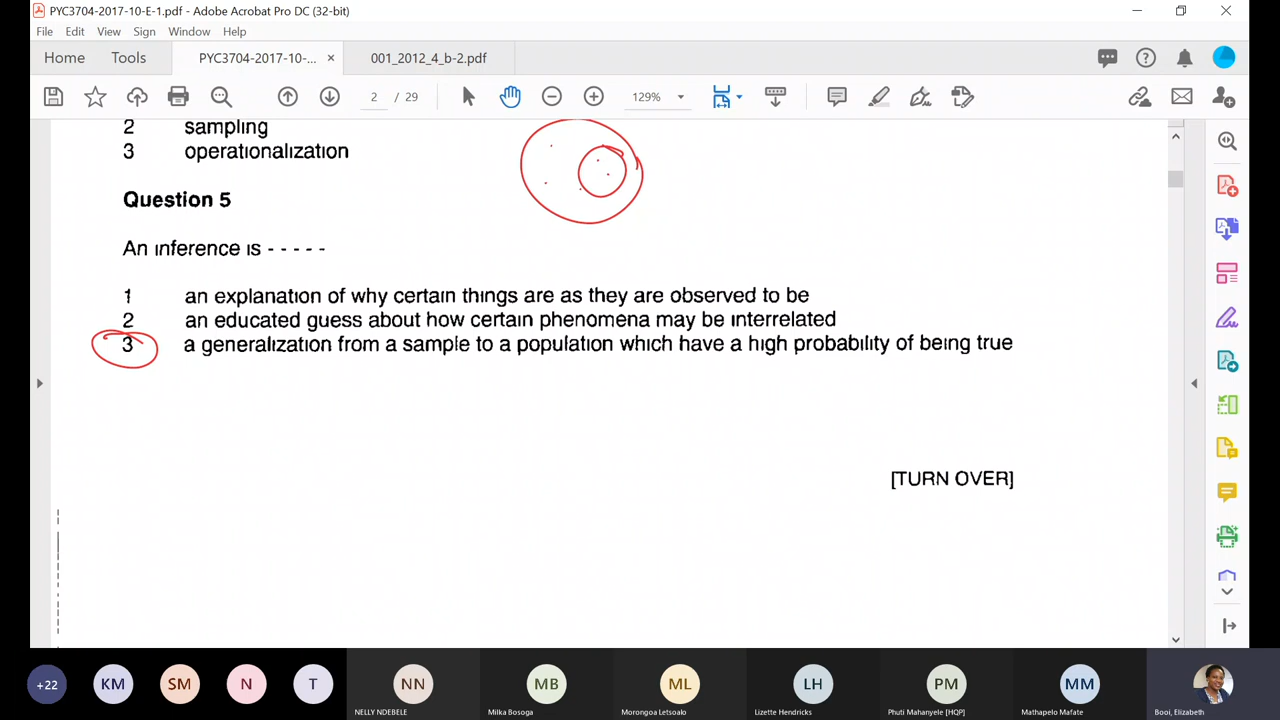 PYC3704-2017-10-E-1.pdf - Adobe Acrobat Pro DC (32-bit)
File Edit View Sign Window Help
Home Tools PYC3704-2017-10-... × 001_2012_4_b-2.pdf
2 / 29 129%
2 sampling
3 operationalization
Question 5
An inference is - - - - -
1 an explanation of why certain things are as they are observed to be
2 an educated guess about how certain phenomena may be interrelated
3 a generalization from a sample to a population which have a high probability of being true
[TURN OVER]
+22 KM SM N T NN MB ML LH PM MM
NELLY NDEBELE Milka Bosoga Morongoa Letsoalo Lizette Hendricks Phuti Mahanyele [HQP] Mathapelo Mafate Booi, Elizabeth